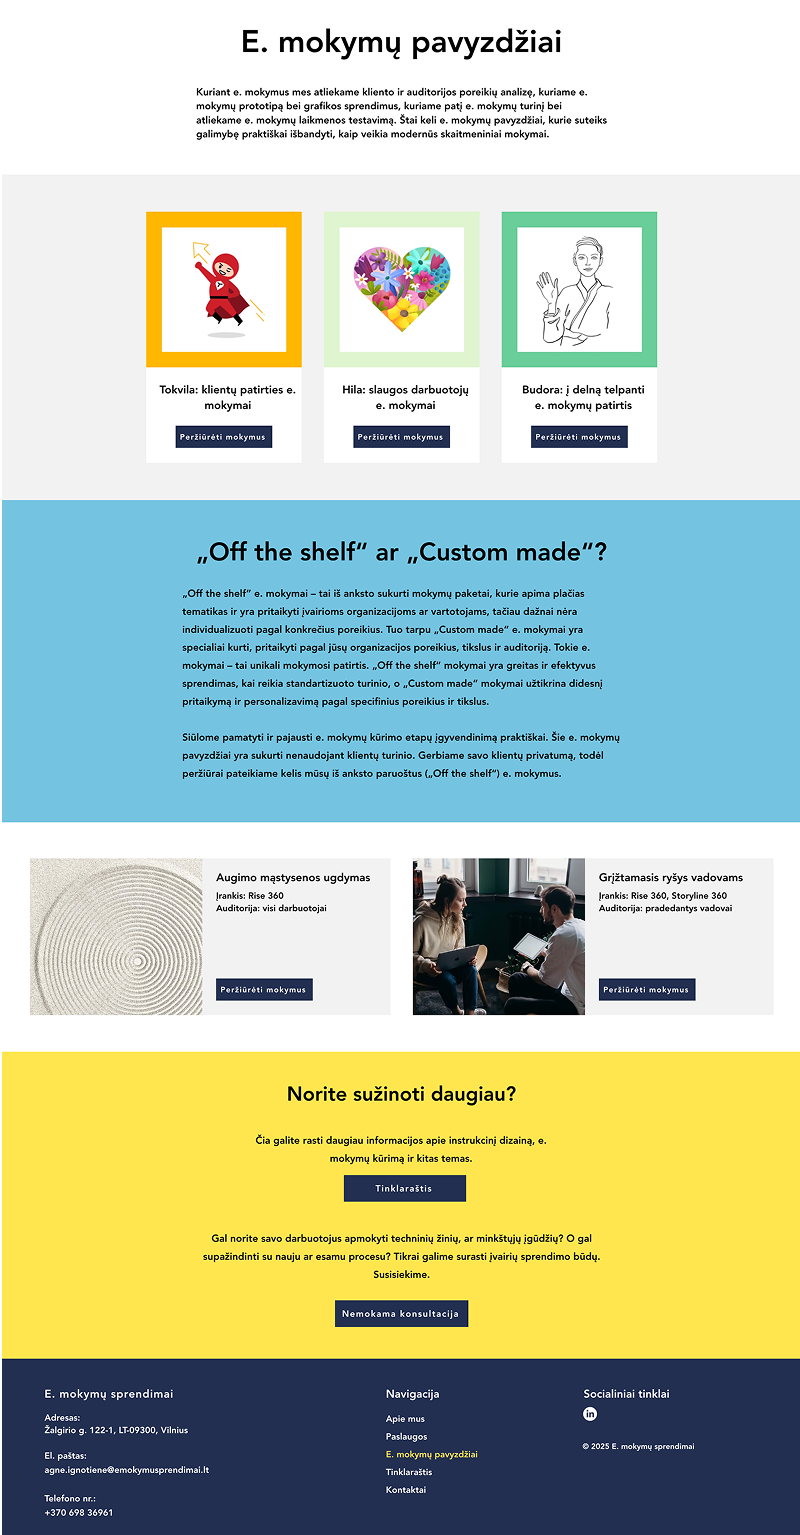 E. mokymų pavyzdžiai
Kuriant e. mokymus mes atliekame kliento ir auditorijos poreikių analizę, kuriame e.
mokymų prototipą bei grafikos sprendimus, kuriame patį e. mokymų turinį bei
atliekame e. mokymų laikmenos testavimą. Štai keli e. mokymų pavyzdžiai, kurie suteiks
galimybę praktiškai išbandyti, kaip veikia modernūs skaitmeniniai mokymai.
Tokvila: klientų patirties e.
mokymai
Peržiūrėti mokymus
Hila: slaugos darbuotojų
e. mokymai
Peržiūrėti mokymus
Budora: į delną telpanti
e. mokymų patirtis
Peržiūrėti mokymus
„Off the shelf“ ar „Custom made“?
„Off the shelf“ e. mokymai – tai iš anksto sukurti mokymų paketai, kurie apima plačias
tematikas ir yra pritaikyti įvairioms organizacijoms ar vartotojams, tačiau dažnai nėra
individualizuoti pagal konkrečius poreikius. Tuo tarpu „Custom made“ e. mokymai yra
specialiai kurti, pritaikyti pagal jūsų organizacijos poreikius, tikslus ir auditoriją. Tokie e.
mokymai – tai unikali mokymosi patirtis. „Off the shelf“ mokymai yra greitas ir efektyvus
sprendimas, kai reikia standartizuoto turinio, o „Custom made“ mokymai užtikrina didesnį
pritaikymą ir personalizavimą pagal specifinius poreikius ir tikslus.
Siūlome pamatyti ir pajausti e. mokymų kūrimo etapų įgyvendinimą praktiškai. Šie e. mokymų
pavyzdžiai yra sukurti nenaudojant klientų turinio. Gerbiame savo klientų privatumą, todėl
peržiūrai pateikiame kelis mūsų iš anksto paruoštus („Off the shelf“) e. mokymus.
Augimo mąstysenos ugdymas
Įrankis: Rise 360
Auditorija: visi darbuotojai
Peržiūrėti mokymus
Grįžtamasis ryšys vadovams
Įrankis: Rise 360, Storyline 360
Auditorija: pradedantys vadovai
Peržiūrėti mokymus
Norite sužinoti daugiau?
Čia galite rasti daugiau informacijos apie instrukcinį dizainą, e.
mokymų kūrimą ir kitas temas.
Tinklaraštis
Gal norite savo darbuotojus apmokyti techninių žinių, ar minkštųjų įgūdžių? O gal
supažindinti su nauju ar esamu procesu? Tikrai galime surasti įvairių sprendimo būdų.
Susisiekime.
Nemokama konsultacija
E. mokymų sprendimai
Adresas:
Žalgirio g. 122-1, LT-09300, Vilnius
El. paštas:
agne.ignotiene@emokymusprendimai.lt
Telefono nr.:
+370 698 36961
Navigacija
Apie mus
Paslaugos
E. mokymų pavyzdžiai
Tinklaraštis
Kontaktai
Socialiniai tinklai
in
© 2025 E. mokymų sprendimai